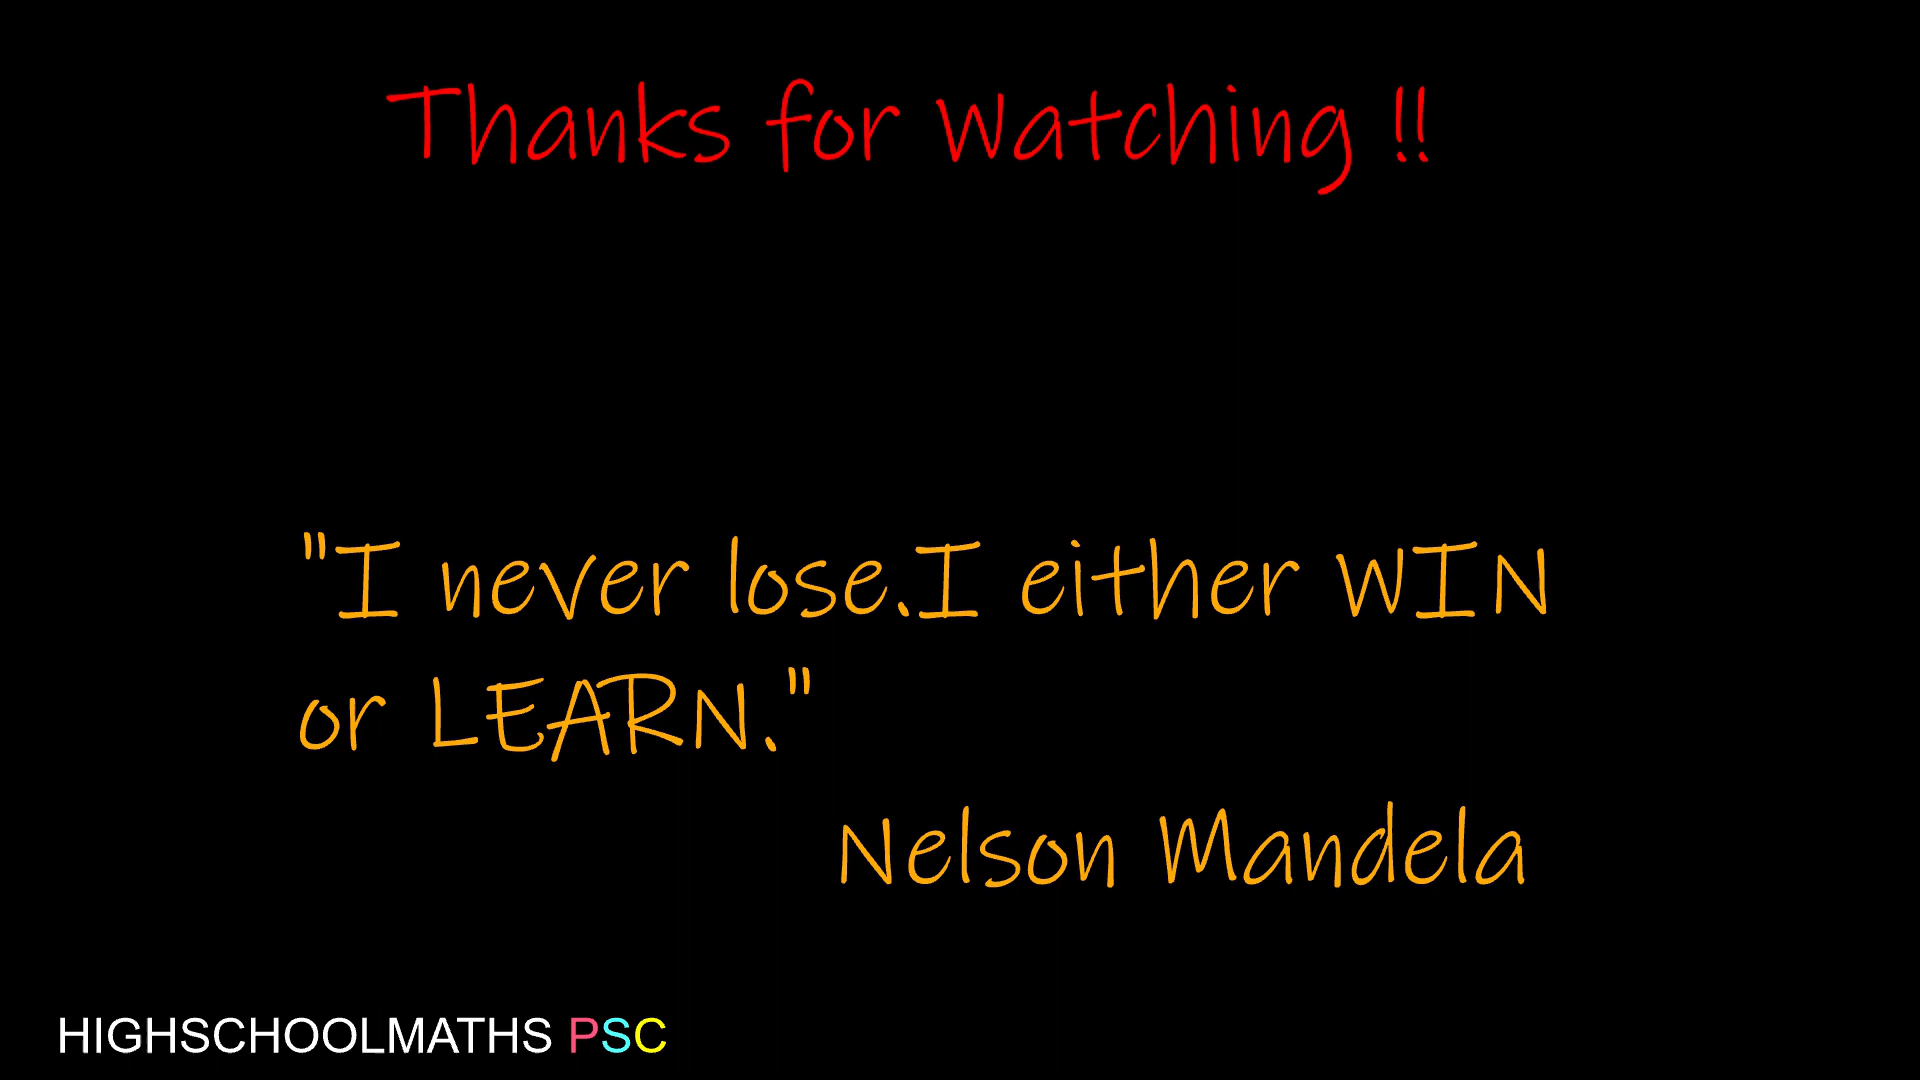 Thanks for Watching !!
"I never lose.I either WIN
or LEARN."
Nelson Mandela
HIGHSCHOOLMATHS PSC